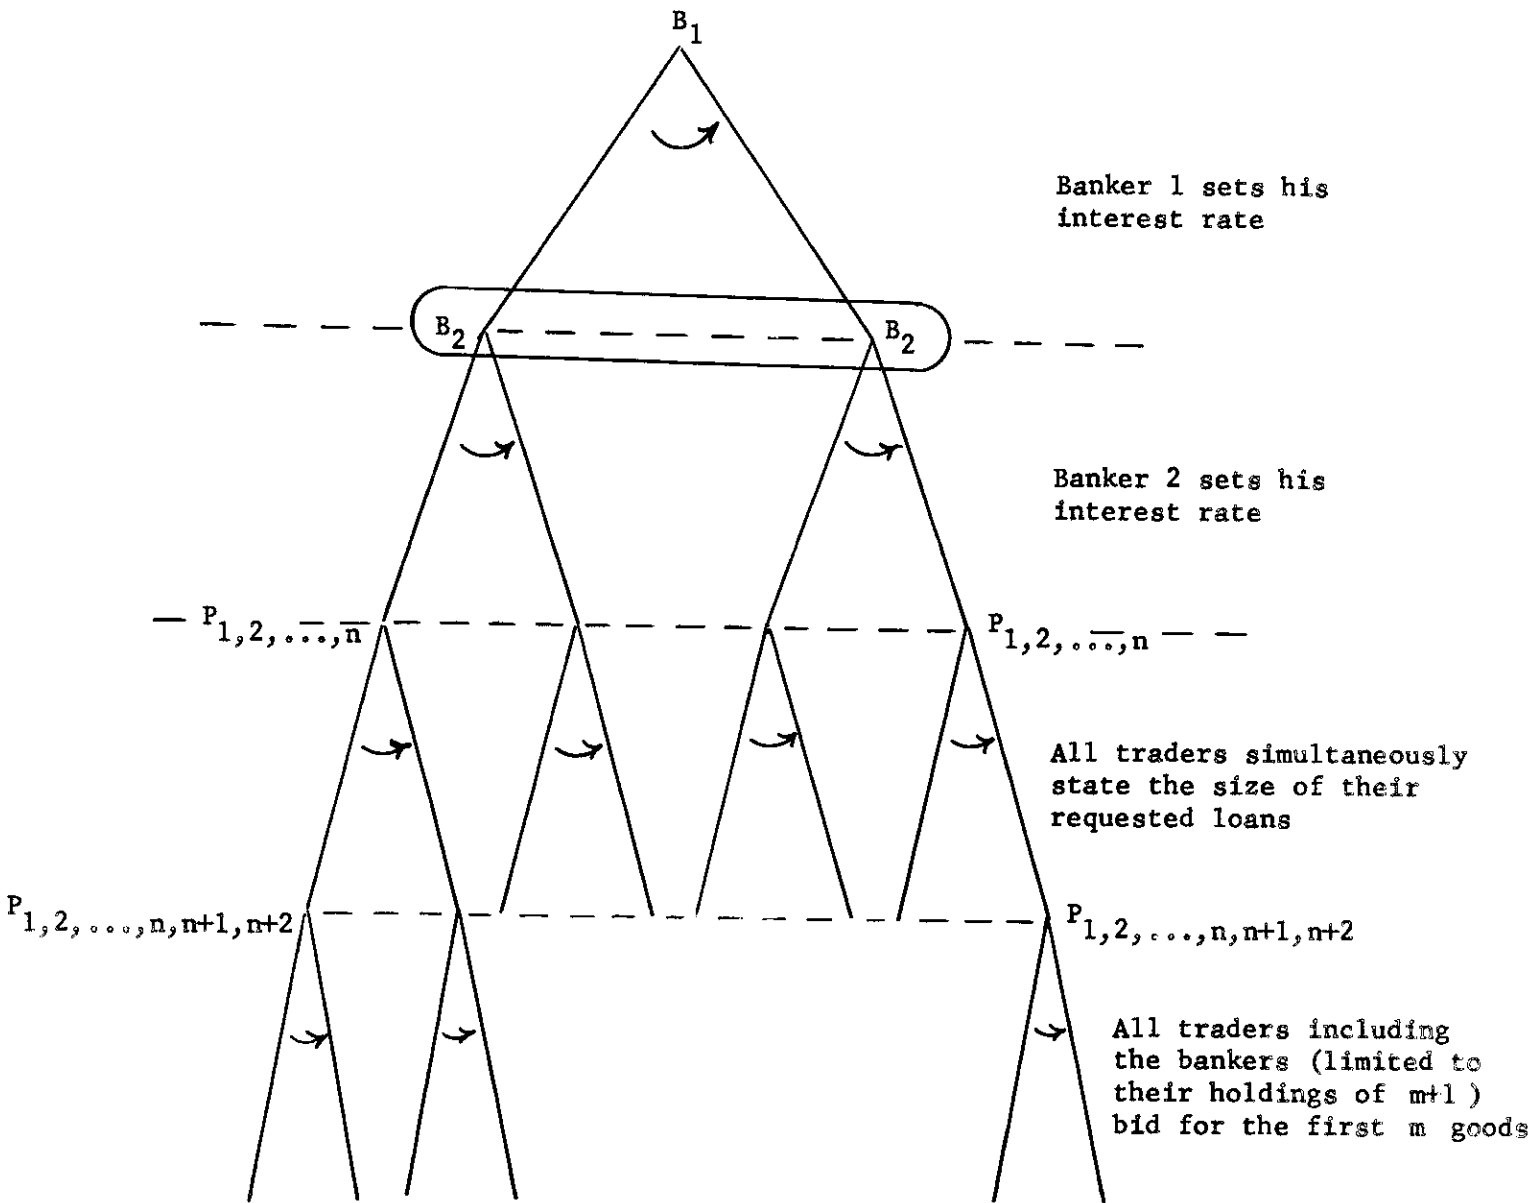 B1
Banker 1 sets his
interest rate
B2
B2
Banker 2 sets his
interest rate
P1,2,...,n
P1,2,...,n
All traders simultaneously
state the size of their
requested loans
P1,2,...,n,n+1,n+2
P1,2,...,n,n+1,n+2
All traders including
the bankers (limited to
their holdings of m+1 )
bid for the first m goods